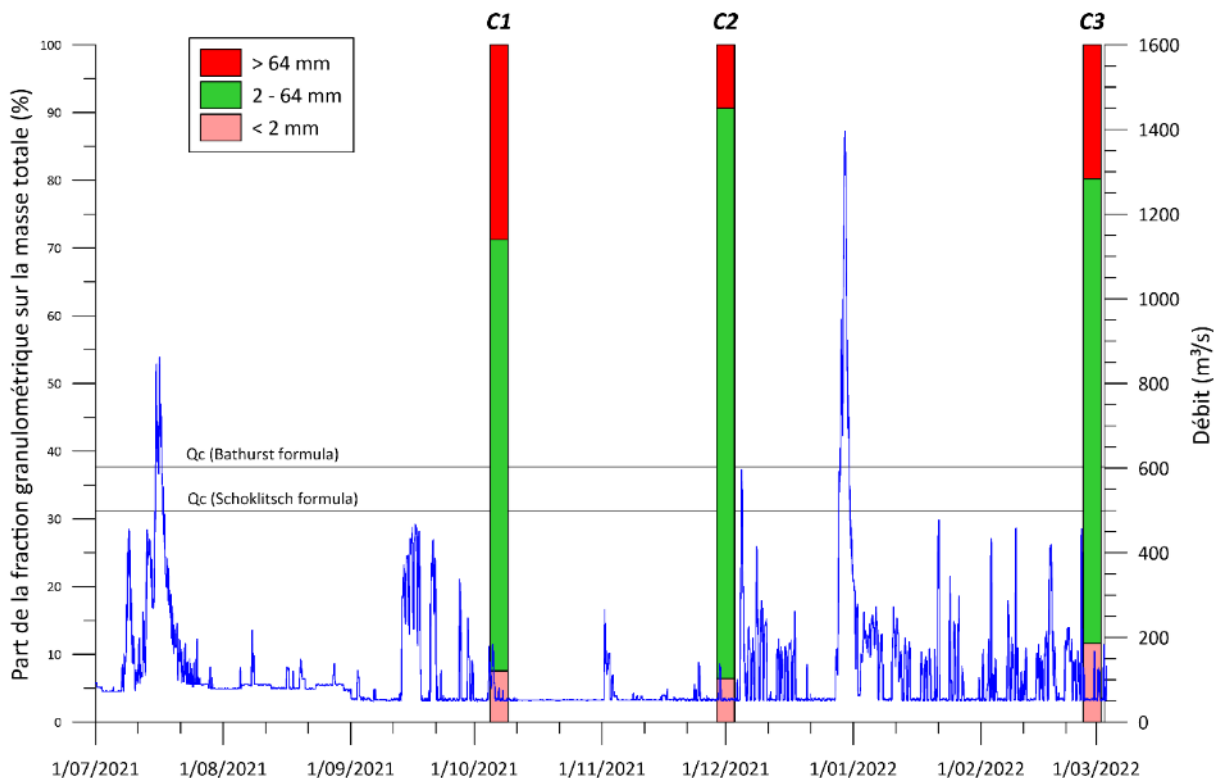 C1 C2 C3
> 64 mm
2 - 64 mm
< 2 mm
Part de la fraction granulométrique sur la masse totale (%)
100
90
80
70
60
50
40
30
20
10
0
Qc (Bathurst formula)
Qc (Schoklitsch formula)
1600
1400
1200
1000
800
600
400
200
0
Débit (m³/s)
1/07/2021 1/08/2021 1/09/2021 1/10/2021 1/11/2021 1/12/2021 1/01/2022 1/02/2022 1/03/2022